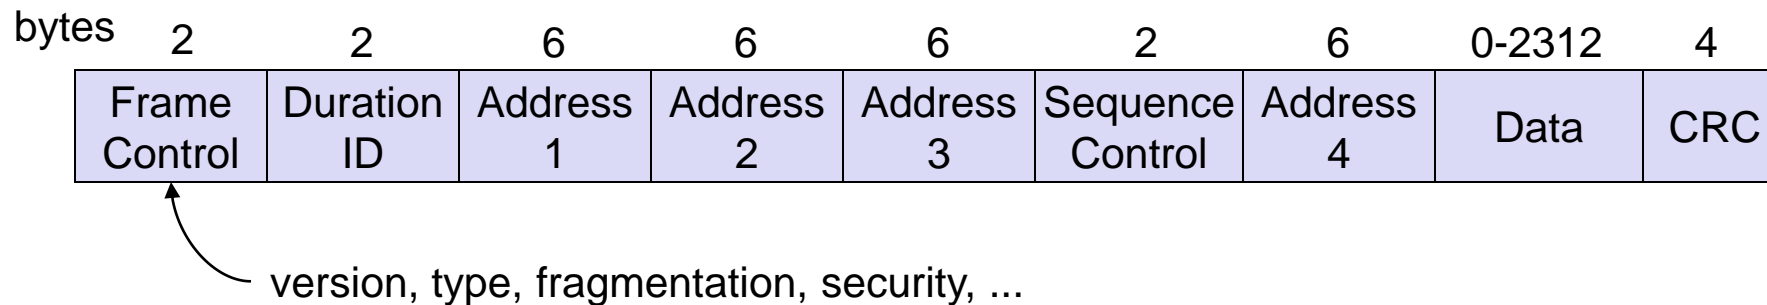 bytes 2 2 6 6 6 2 6 0-2312 4
Frame Duration Address Address Address Sequence Address Data CRC
Control ID 1 2 3 Control 4
version, type, fragmentation, security, ...